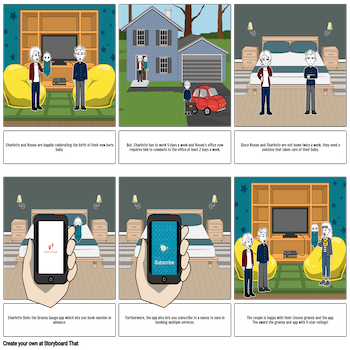 Charlotte and Ronan are happily celebrating the birth of their new born
baby.
But, Charlotte has to work 5 days a week and Ronan's office now
requires him to commute to the office at least 2 days a week.
Since Ronan and Charlotte are not home twice a week, they need a
solution that takes care of their baby.
Subscribe
Charlotte finds the Granny Gauge app which lets you book nannies in
advance.
Furthermore, the app also lets you subscribe to a nanny to ease in
booking multiple services.
The couple is happy with their chosen granny and the app.
The award the granny and app with 5-star ratings!
Create your own at Storyboard That